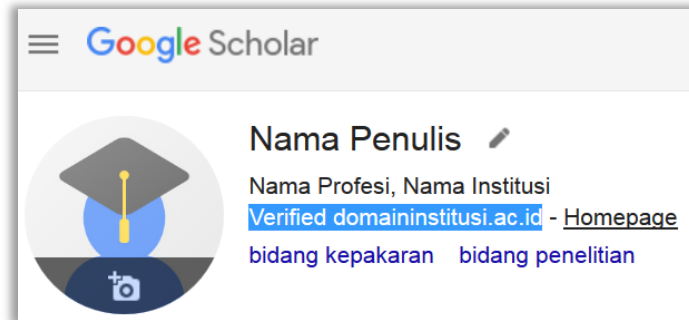 Google Scholar
Nama Penulis
Nama Profesi, Nama Institusi
Verified domaininstitusi.ac.id - Homepage
bidang kepakaran bidang penelitian